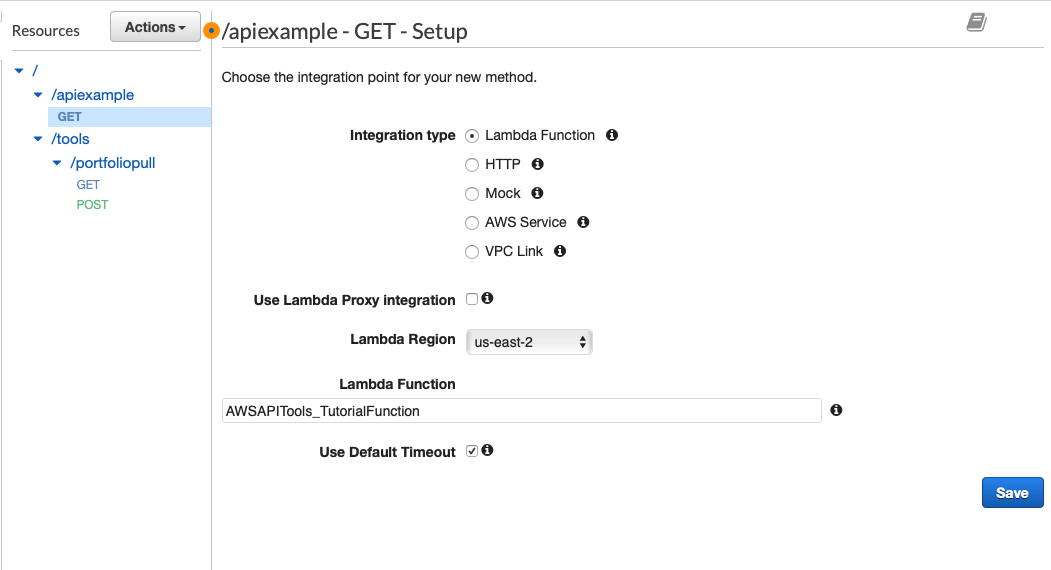 Resources
Actions
/apiexample - GET - Setup
/
/apiexample
GET
/tools
/portfoliopull
GET
POST
Choose the integration point for your new method.
Integration type
Lambda Function
HTTP
Mock
AWS Service
VPC Link
Use Lambda Proxy integration
Lambda Region us-east-2
Lambda Function
AWSAPITools_TutorialFunction
Use Default Timeout
Save